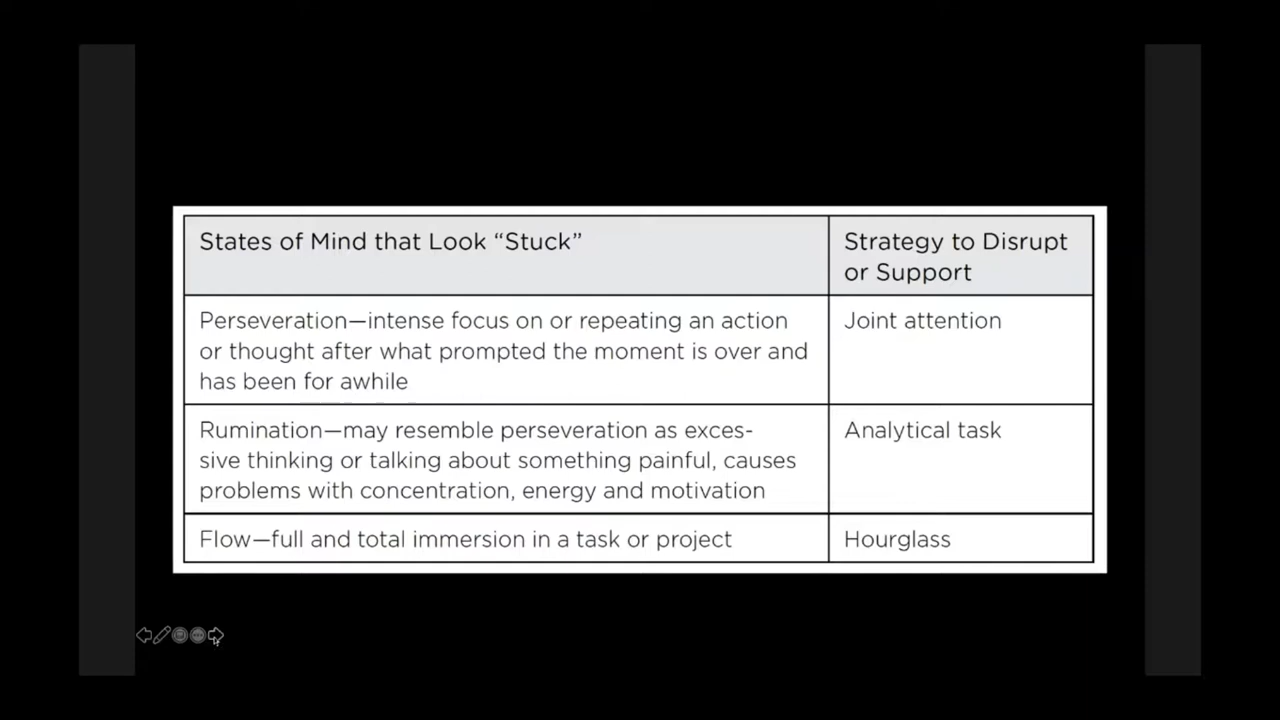 States of Mind that Look “Stuck”
Strategy to Disrupt
or Support
Perseveration—intense focus on or repeating an action
or thought after what prompted the moment is over and
has been for awhile
Joint attention
Rumination—may resemble perseveration as exces-
sive thinking or talking about something painful, causes
problems with concentration, energy and motivation
Analytical task
Flow—full and total immersion in a task or project
Hourglass